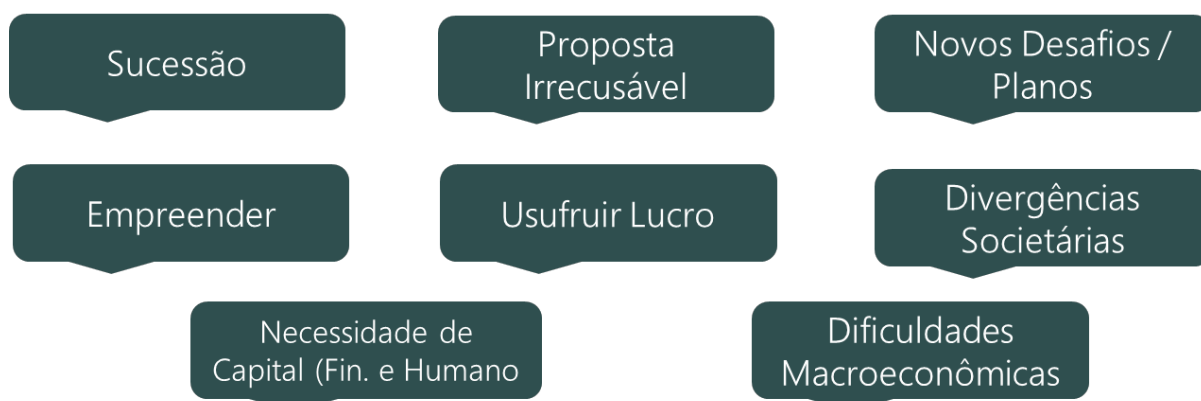 Sucessão
Proposta
Irrecusável
Novos Desafios /
Planos
Empreender
Usufruir Lucro
Divergências
Societárias
Necessidade de
Capital (Fin. e Humano
Dificuldades
Macroeconômicas